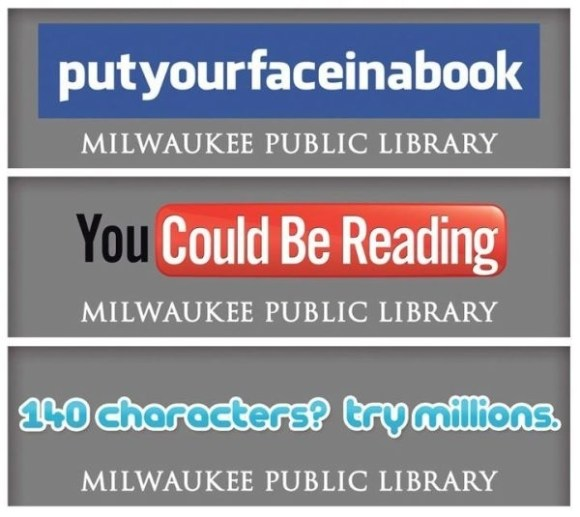 putyourfaceinabook
MILWAUKEE PUBLIC LIBRARY
You Could Be Reading
MILWAUKEE PUBLIC LIBRARY
140 characters? try millions.
MILWAUKEE PUBLIC LIBRARY